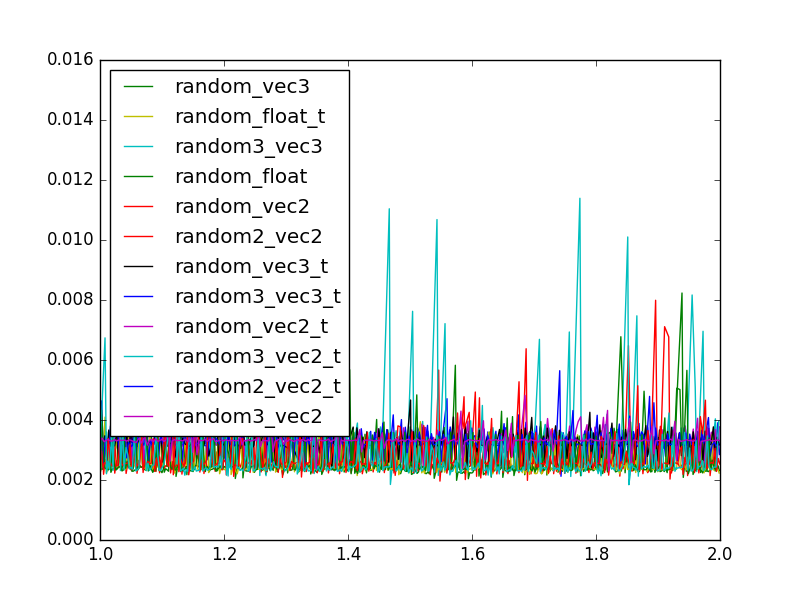 0.016
0.014
0.012
0.010
0.008
0.006
0.004
0.002
0.000
random_vec3
random_float_t
random3_vec3
random_float
random_vec2
random2_vec2
random_vec3_t
random3_vec3_t
random_vec2_t
random3_vec2_t
random2_vec2_t
random3_vec2
1.0 1.2 1.4 1.6 1.8 2.0